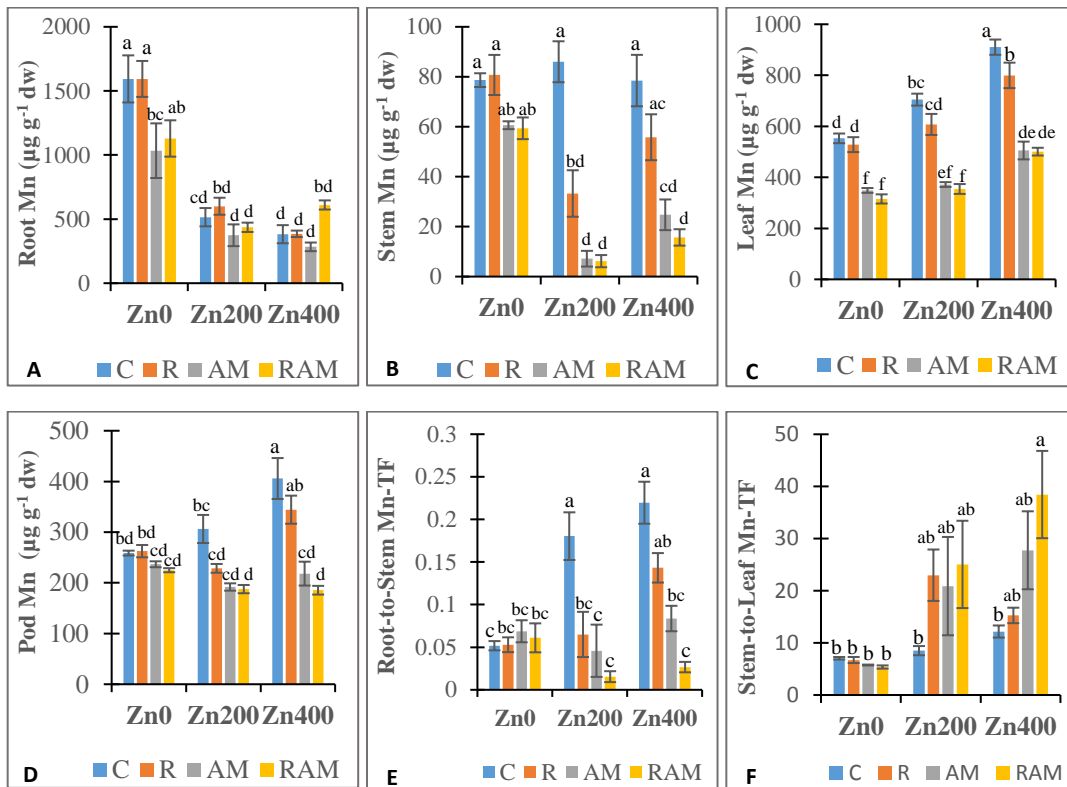 Root Mn (µg g-1 dw)
2000
1500
1000
500
0
a a bc ab
cd bd d d
cd d d bd
Zn0 Zn200 Zn400
A
C R AM RAM
Stem Mn (µg g-1 dw)
100
80
60
40
20
0
a a ab ab
a bd d d
a ac cd d
Zn0 Zn200 Zn400
B
C R AM RAM
Leaf Mn (µg g-1 dw)
1000
800
600
400
200
0
d d f f
bc cd ef f
a b de de
Zn0 Zn200 Zn400
C
C R AM RAM
Pod Mn (µg g-1 dw)
500
400
300
200
100
0
bd bd cd cd
bc cd cd d
a ab cd d
Zn0 Zn200 Zn400
D
C R AM RAM
Root-to-Stem Mn-TF
0.3
0.25
0.2
0.15
0.1
0.05
0
c bc bc bc
a bc c c
a ab bc c
Zn0 Zn200 Zn400
E
C R AM RAM
Stem-to-Leaf Mn-TF
50
40
30
20
10
0
b b b b
b ab ab ab
b ab ab a
Zn0 Zn200 Zn400
F
C R AM RAM